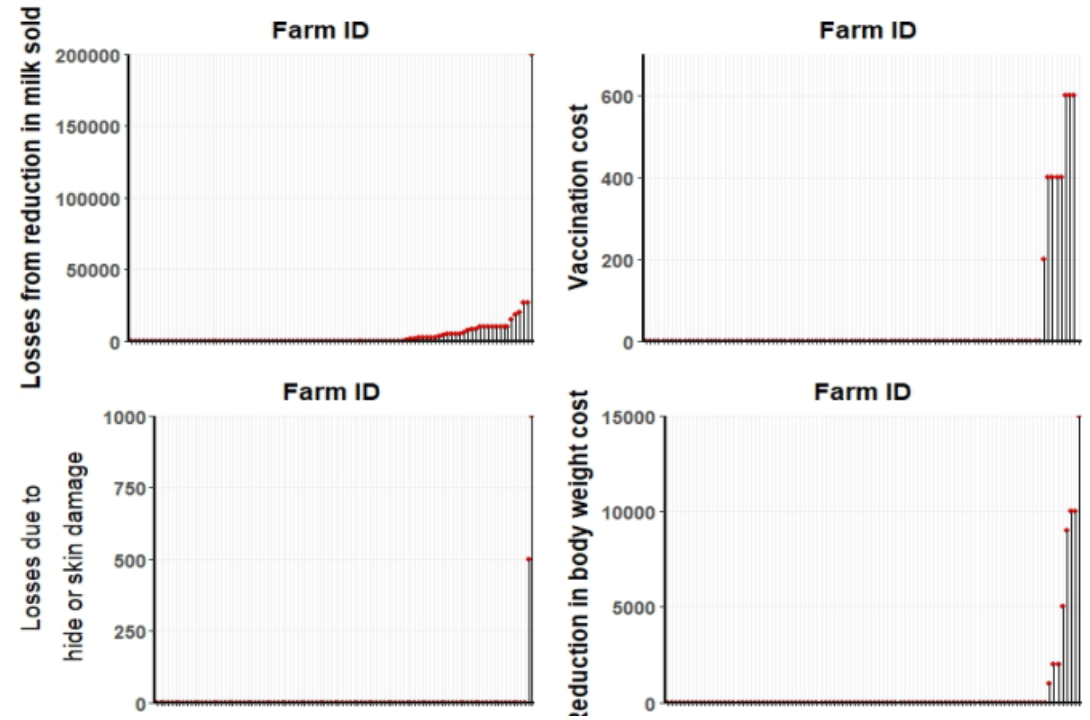 Farm ID
Losses from reduction in milk sold
200000
150000
100000
50000
0
Farm ID
Vaccination cost
600
400
200
0
Farm ID
Losses due to
hide or skin damage
1000
750
500
250
0
Farm ID
Reduction in body weight cost
15000
10000
5000
0